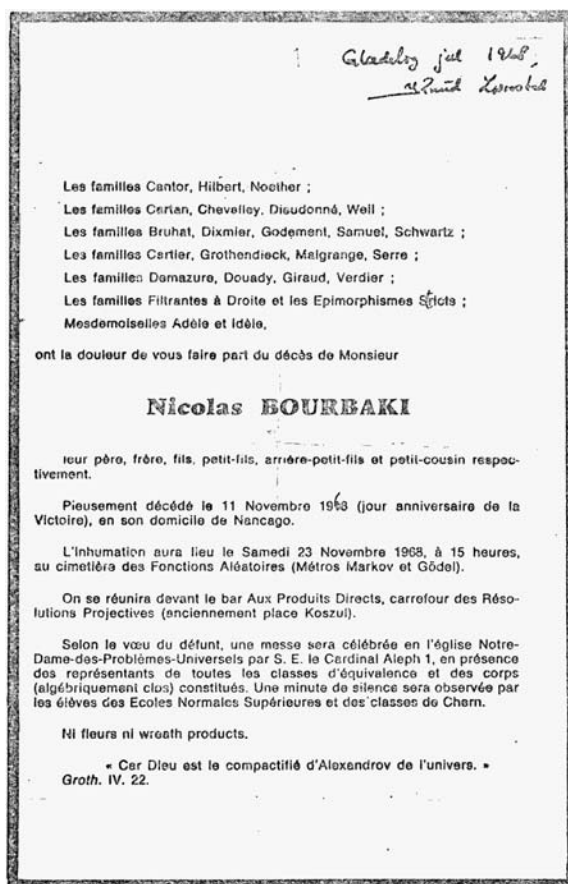 Glædelig jul 1968,
Les familles Cantor, Hilbert, Noether ;
Les familles Cartan, Chevalley, Dieudonné, Weil ;
Les familles Bruhat, Dixmier, Godement, Samuel, Schwartz ;
Les familles Cartier, Grothendieck, Malgrange, Serre ;
Les familles Demazure, Douady, Giraud, Verdier ;
Les familles Filtrantes à Droite et les Epimorphismes Stricts ;
Mesdemoiselles Adèle et Idèle,
ont la douleur de vous faire part du décès de Monsieur
Nicolas BOURBAKI
leur père, frère, fils, petit-fils, arrière-petit-fils et petit-cousin respec-
tivement.
Pieusement décédé le 11 Novembre 1968 (jour anniversaire de la
Victoire), en son domicile de Nancago.
L'inhumation aura lieu le Samedi 23 Novembre 1968, à 15 heures,
au cimetière des Fonctions Aléatoires (Métros Markov et Gödel).
On se réunira devant le bar Aux Produits Directs, carrefour des Réso-
lutions Projectives (anciennement place Koszul).
Selon le vœu du défunt, une messe sera célébrée en l'église Notre-
Dame-des-Problèmes-Universels par S. E. le Cardinal Aleph 1, en présence
des représentants de toutes les classes d'équivalence et des corps
(algébriquement clos) constitués. Une minute de silence sera observée par
les élèves des Ecoles Normales Supérieures et des classes de Chern.
Ni fleurs ni wreath products.
« Car Dieu est le compactifié d'Alexandrov de l'univers. »
Groth. IV. 22.